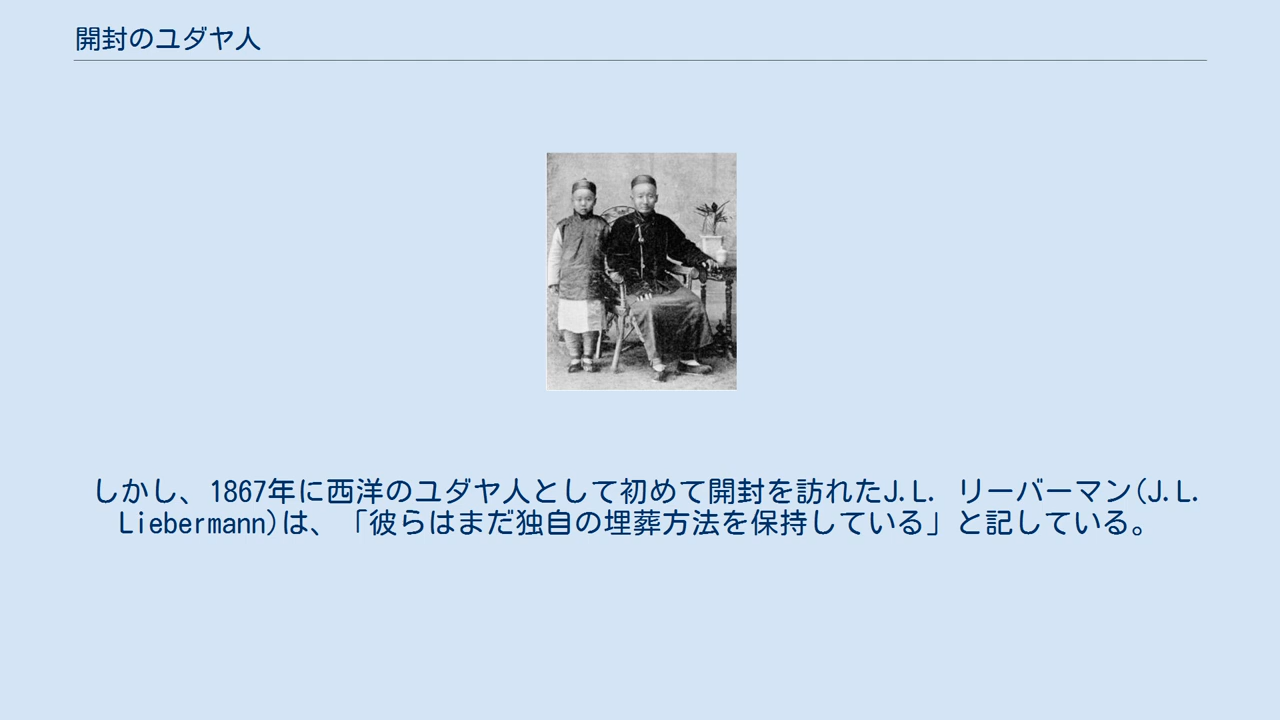 開封のユダヤ人
しかし、1867年に西洋のユダヤ人として初めて開封を訪れたJ.L. リーバーマン(J.L.
Liebermann)は、「彼らはまだ独自の埋葬方法を保持している」と記している。